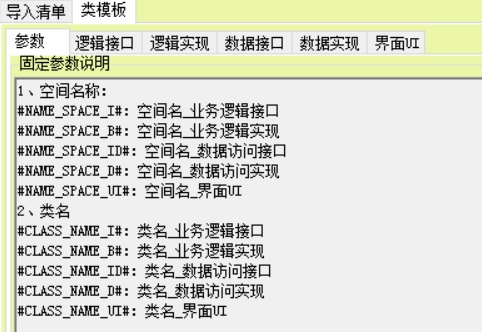 导入清单 类模板
参数 逻辑接口 逻辑实现 数据接口 数据实现 界面UI
固定参数说明
1、空间名称:
#NAME_SPACE_I#: 空间名_业务逻辑接口
#NAME_SPACE_B#: 空间名_业务逻辑实现
#NAME_SPACE_ID#: 空间名_数据访问接口
#NAME_SPACE_D#: 空间名_数据访问实现
#NAME_SPACE_UI#: 空间名_界面UI
2、类名
#CLASS_NAME_I#: 类名_业务逻辑接口
#CLASS_NAME_B#: 类名_业务逻辑实现
#CLASS_NAME_ID#: 类名_数据访问接口
#CLASS_NAME_D#: 类名_数据访问实现
#CLASS_NAME_UI#: 类名_界面UI